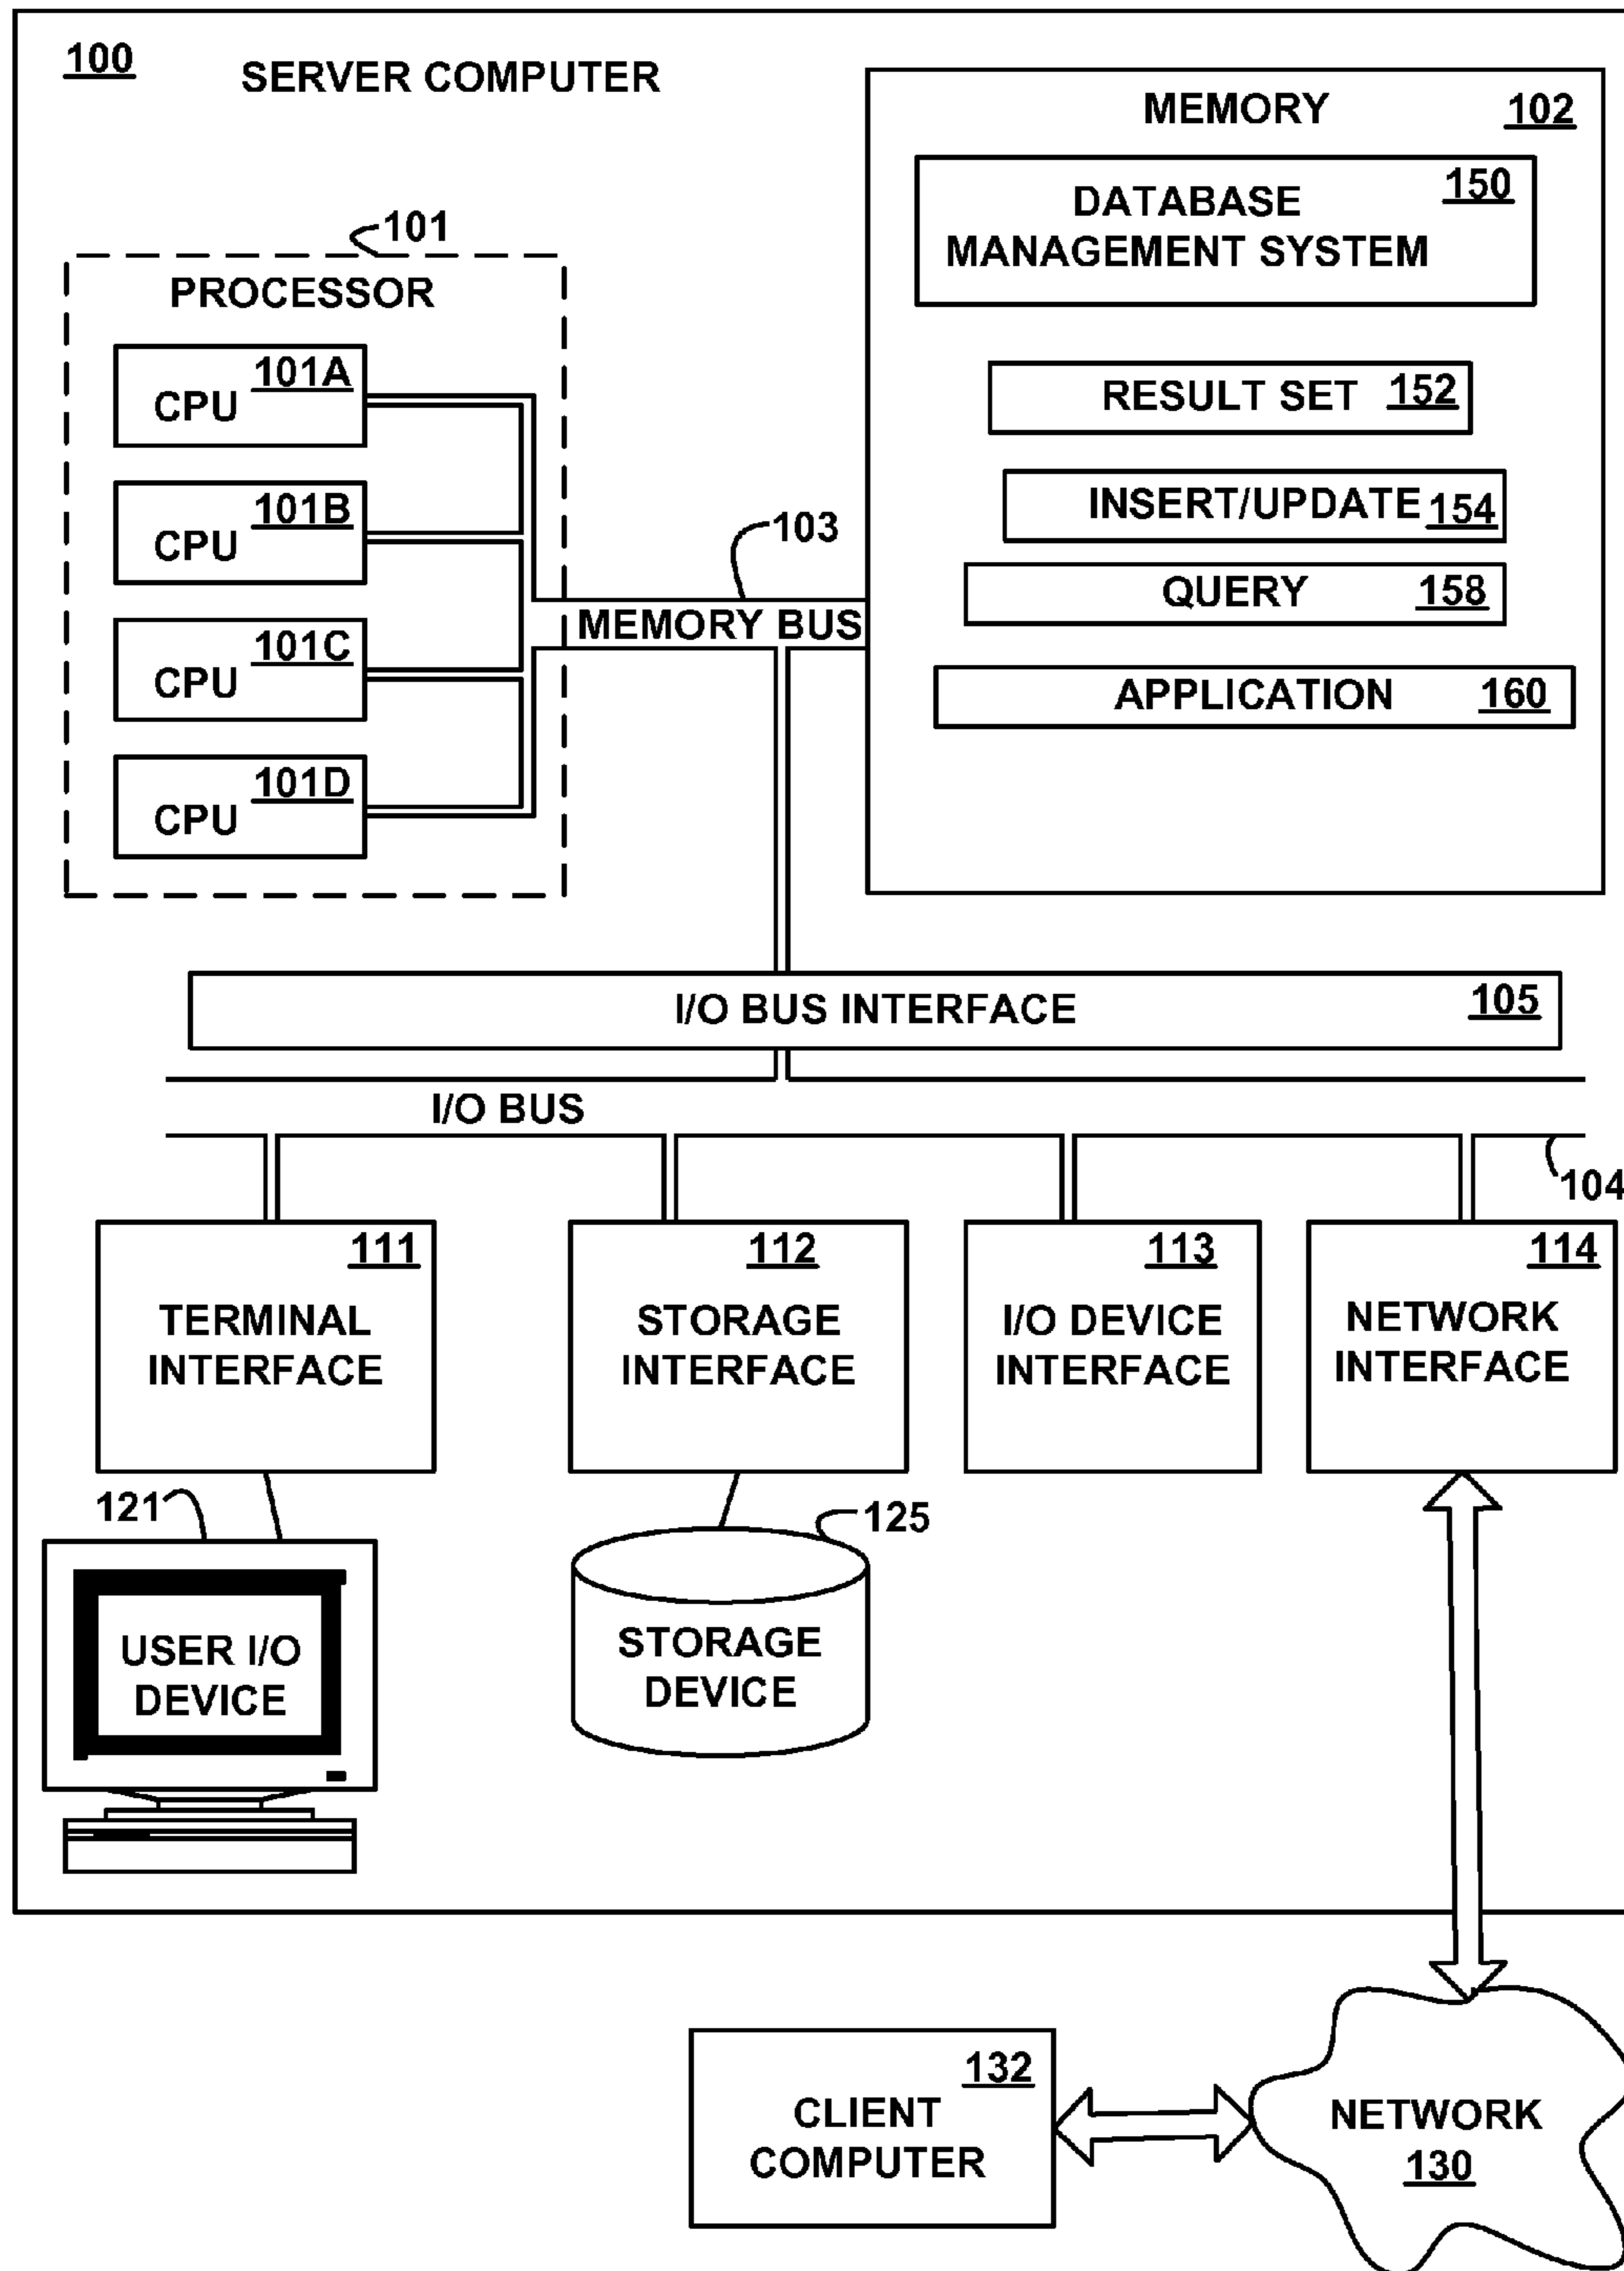 100
SERVER COMPUTER
MEMORY 102
150
DATABASE
MANAGEMENT SYSTEM
101
PROCESSOR
101A
CPU
101B
CPU
101C
CPU
101D
CPU
RESULT SET 152
INSERT/UPDATE 154
QUERY 158
APPLICATION 160
103
MEMORY BUS
I/O BUS INTERFACE 105
I/O BUS
104
111
TERMINAL
INTERFACE
112
STORAGE
INTERFACE
113
I/O DEVICE
INTERFACE
114
NETWORK
INTERFACE
121
USER I/O
DEVICE
125
STORAGE
DEVICE
132
CLIENT
COMPUTER
NETWORK
130